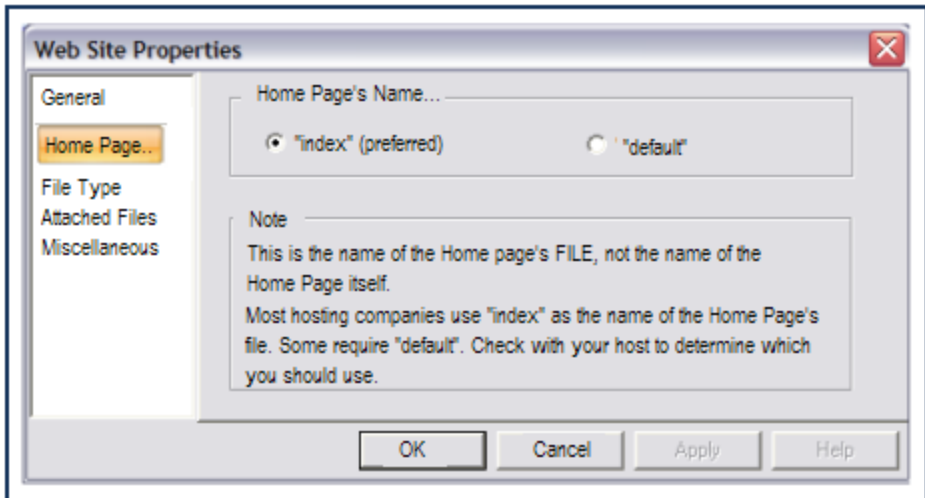 Web Site Properties
General
Home Page..
File Type
Attached Files
Miscellaneous
Home Page's Name...
"index" (preferred)
' "default"
Note
This is the name of the Home page's FILE, not the name of the
Home Page itself.
Most hosting companies use "index" as the name of the Home Page's
file. Some require "default". Check with your host to determine which
you should use.
OK
Cancel
Apply
Help